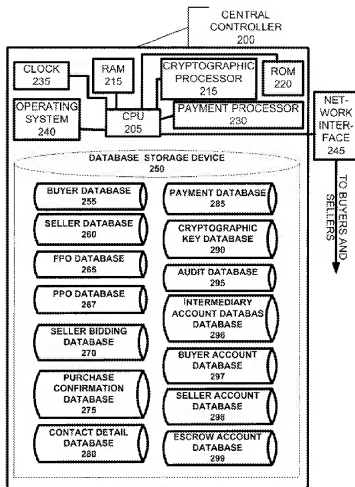 CENTRAL
CONTROLLER
200
CLOCK
235
RAM
215
CRYPTOGRAPHIC
PROCESSOR
215
ROM
220
OPERATING
SYSTEM
240
CPU
205
PAYMENT PROCESSOR
230
NET-
WORK
INTER-
FACE
245
TO BUYERS AND
SELLERS
DATABASE STORAGE DEVICE
250
BUYER DATABASE
255
SELLER DATABASE
260
FPO DATABASE
265
PPO DATABASE
267
SELLER BIDDING
DATABASE
270
PURCHASE
CONFIRMATION
DATABASE
275
CONTACT DETAIL
DATABASE
280
PAYMENT DATABASE
285
CRYPTOGRAPHIC
KEY DATABASE
290
AUDIT DATABASE
295
INTERMEDIARY
ACCOUNT DATABAS
DATABASE
296
BUYER ACCOUNT
DATABASE
297
SELLER ACCOUNT
DATABASE
298
ESCROW ACCOUNT
DATABASE
299